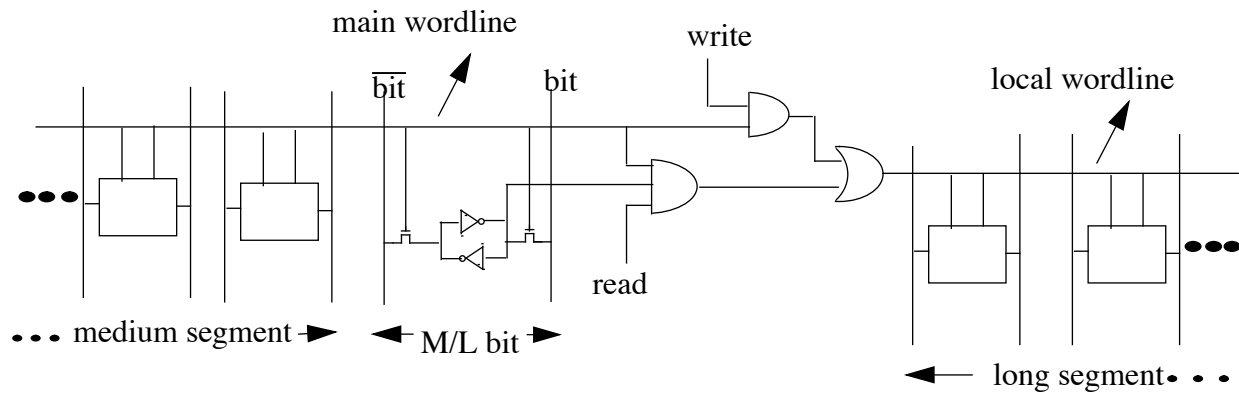 main wordline
write
bit
bit
local wordline
read
medium segment
M/L bit
long segment